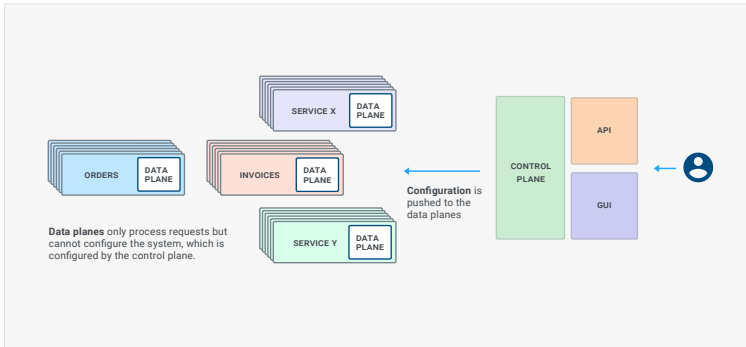 SERVICE X
DATA
PLANE
ORDERS
DATA
PLANE
INVOICES
DATA
PLANE
SERVICE Y
DATA
PLANE
Data planes only process requests but
cannot configure the system, which is
configured by the control plane.
Configuration is
pushed to the
data planes
CONTROL
PLANE
API
GUI